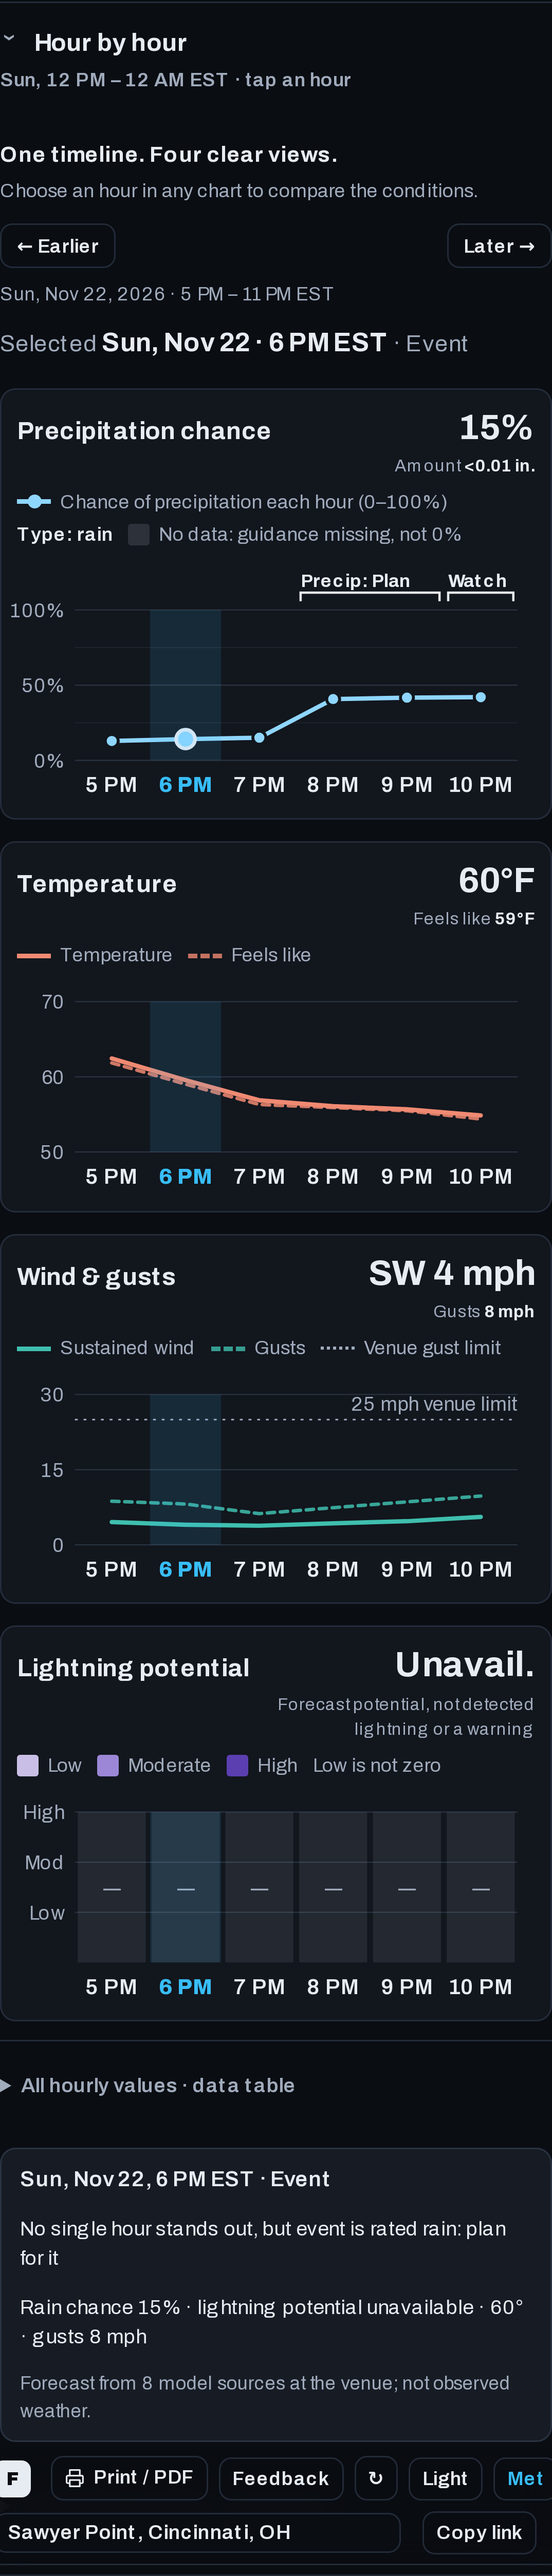 Hour by hour
Sun, 12 PM – 12 AM EST · tap an hour
One timeline. Four clear views.
Choose an hour in any chart to compare the conditions.
← Earlier
Later →
Sun, Nov 22, 2026 · 5 PM – 11 PM EST
Selected Sun, Nov 22 · 6 PM EST · Event
Precipitation chance
15%
Amount <0.01 in.
Chance of precipitation each hour (0–100%)
Type: rain No data: guidance missing, not 0%
Precip: Plan Watch
100%
50%
0%
5 PM 6 PM 7 PM 8 PM 9 PM 10 PM
Temperature
60°F
Feels like 59°F
Temperature Feels like
70
60
50
5 PM 6 PM 7 PM 8 PM 9 PM 10 PM
Wind & gusts
SW 4 mph
Gusts 8 mph
Sustained wind Gusts Venue gust limit
30
25 mph venue limit
15
0
5 PM 6 PM 7 PM 8 PM 9 PM 10 PM
Lightning potential
Unavail.
Forecast potential, not detected
lightning or a warning
Low Moderate High Low is not zero
High
Mod
— — — — — —
Low
5 PM 6 PM 7 PM 8 PM 9 PM 10 PM
▶ All hourly values · data table
Sun, Nov 22, 6 PM EST · Event
No single hour stands out, but event is rated rain: plan
for it
Rain chance 15% · lightning potential unavailable · 60°
· gusts 8 mph
Forecast from 8 model sources at the venue; not observed
weather.
F Print / PDF Feedback ↻ Light Met
Sawyer Point, Cincinnati, OH Copy link